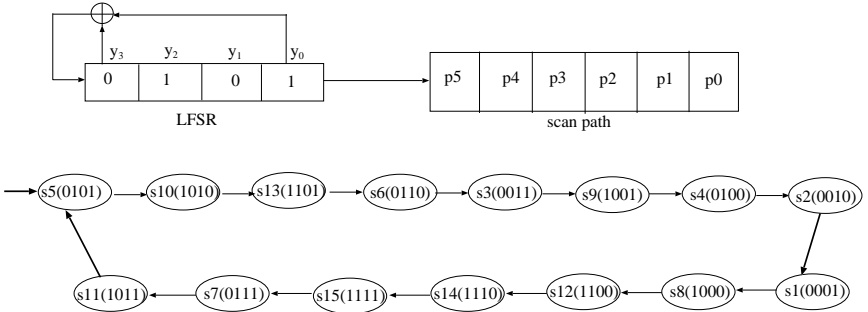 y3 y2 y1 y0
0 1 0 1
p5 p4 p3 p2 p1 p0
LFSR
scan path
s5(0101) s10(1010) s13(1101) s6(0110) s3(0011) s9(1001) s4(0100) s2(0010)
s11(1011) s7(0111) s15(1111) s14(1110) s12(1100) s8(1000) s1(0001)